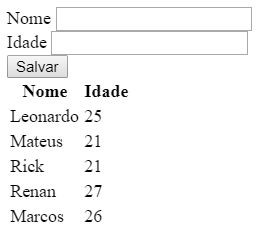 Nome
Idade
Salvar
Nome Idade
Leonardo 25
Mateus 21
Rick 21
Renan 27
Marcos 26